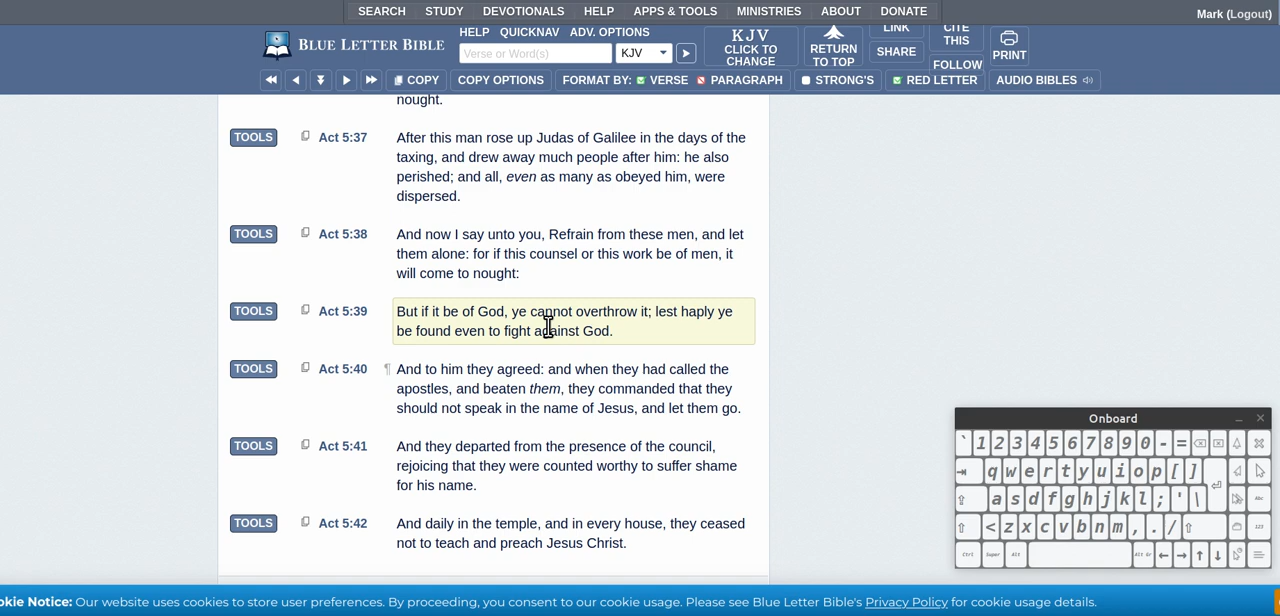 SEARCH STUDY DEVOTIONALS HELP APPS & TOOLS MINISTRIES ABOUT DONATE
Mark (Logout)
BLUE LETTER BIBLE
HELP QUICKNAV ADV. OPTIONS
Verse or Word(s) KJV
KJV
CLICK TO
CHANGE
RETURN
TO TOP
LINK
SHARE
CITE
THIS
FOLLOW
PRINT
COPY COPY OPTIONS FORMAT BY: VERSE PARAGRAPH STRONG'S RED LETTER AUDIO BIBLES
nought.
TOOLS Act 5:37 After this man rose up Judas of Galilee in the days of the
taxing, and drew away much people after him: he also
perished; and all, even as many as obeyed him, were
dispersed.
TOOLS Act 5:38 And now I say unto you, Refrain from these men, and let
them alone: for if this counsel or this work be of men, it
will come to nought:
TOOLS Act 5:39 But if it be of God, ye cannot overthrow it; lest haply ye
be found even to fight against God.
TOOLS Act 5:40 ¶ And to him they agreed: and when they had called the
apostles, and beaten them, they commanded that they
should not speak in the name of Jesus, and let them go.
TOOLS Act 5:41 And they departed from the presence of the council,
rejoicing that they were counted worthy to suffer shame
for his name.
TOOLS Act 5:42 And daily in the temple, and in every house, they ceased
not to teach and preach Jesus Christ.
Onboard
` 1 2 3 4 5 6 7 8 9 0 - =
q w e r t y u i o p [ ]
a s d f g h j k l ; ' \ Abc
< z x c v b n m , . / 123
Ctrl Super Alt Alt Gr
okie Notice: Our website uses cookies to store user preferences. By proceeding, you consent to our cookie usage. Please see Blue Letter Bible's Privacy Policy for cookie usage details.